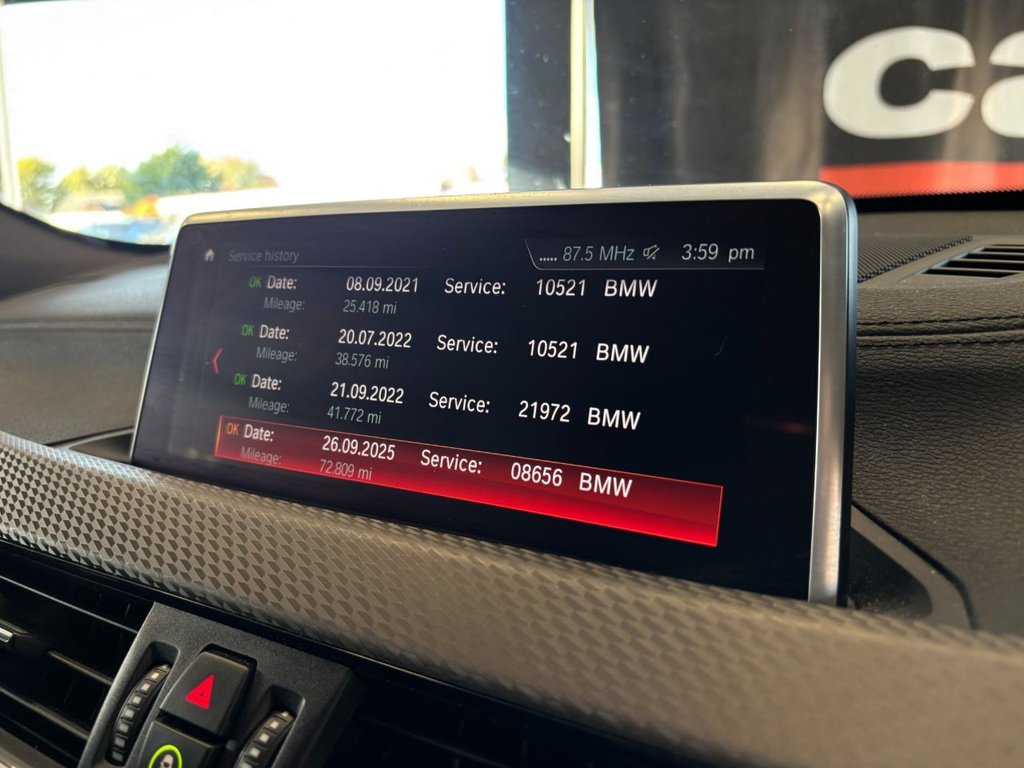 ca
Service history
87.5 MHz 3:59 pm
OK Date: 08.09.2021 Service: 10521 BMW
Mileage: 25.418 mi
OK Date: 20.07.2022 Service: 10521 BMW
Mileage: 38.576 mi
OK Date: 21.09.2022 Service: 21972 BMW
Mileage: 41.772 mi
OK Date: 26.09.2025 Service: 08656 BMW
Mileage: 72.809 mi